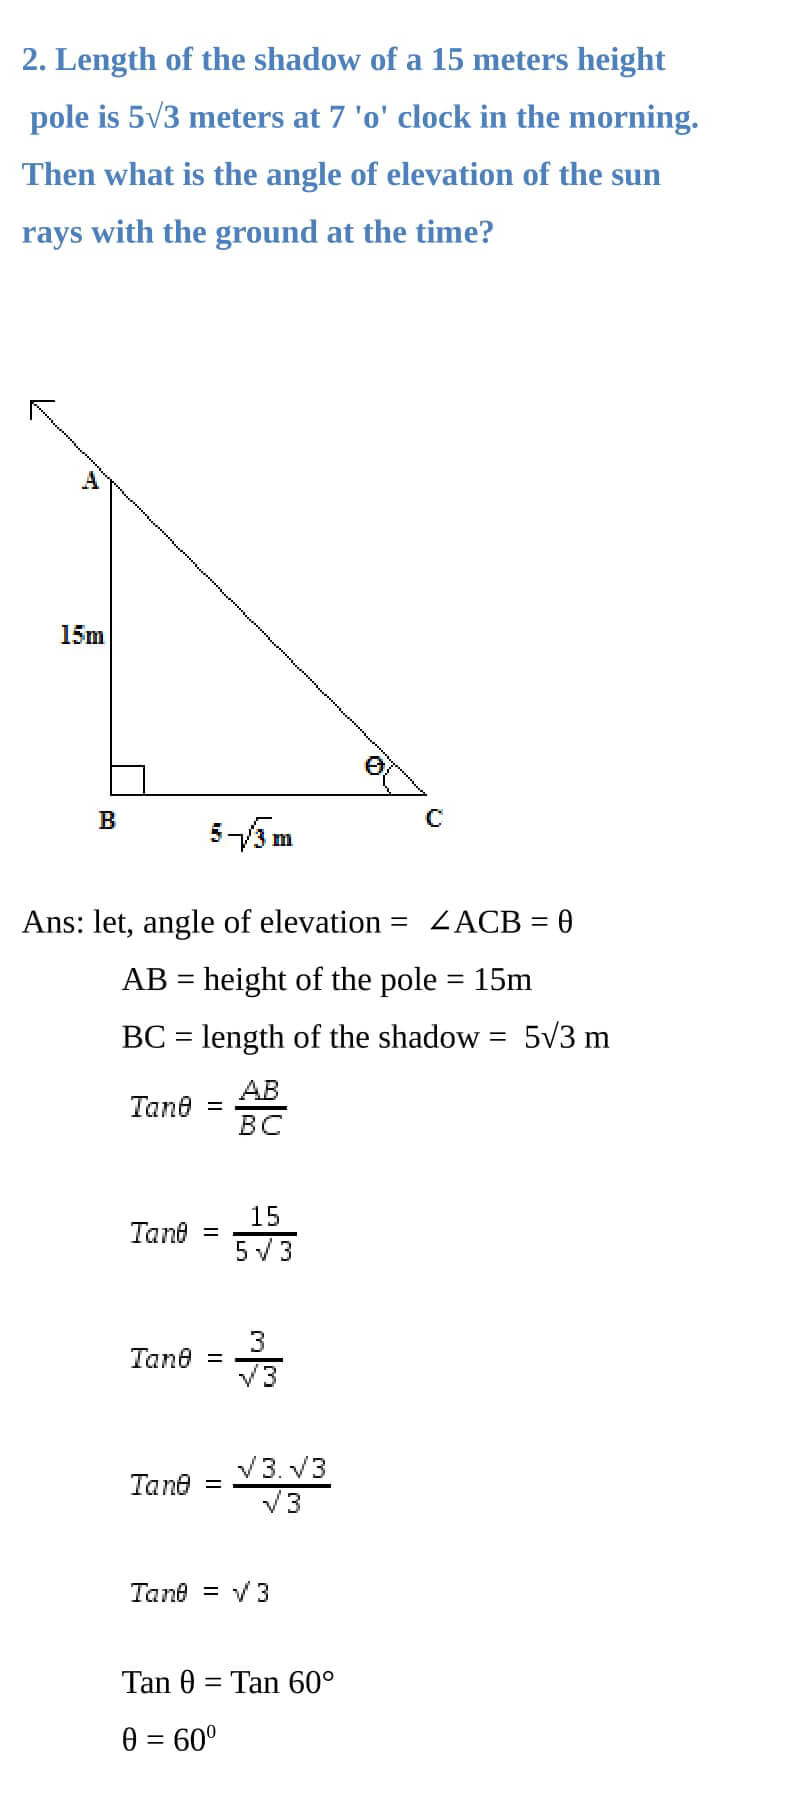 2. Length of the shadow of a 15 meters height
pole is 5√3 meters at 7 'o' clock in the morning.
Then what is the angle of elevation of the sun
rays with the ground at the time?
A
15m
Θ
B
C
5√3 m
Ans: let, angle of elevation = ∠ACB = θ
AB = height of the pole = 15m
BC = length of the shadow = 5√3 m
Tanθ = AB/BC
Tanθ = 15/5√3
Tanθ = 3/√3
Tanθ = √3.√3/√3
Tanθ = √3
Tan θ = Tan 60°
θ = 60⁰